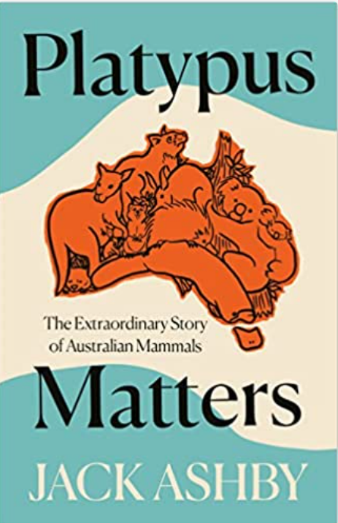 Platypus
The Extraordinary Story
of Australian Mammals
Matters
JACK ASHBY